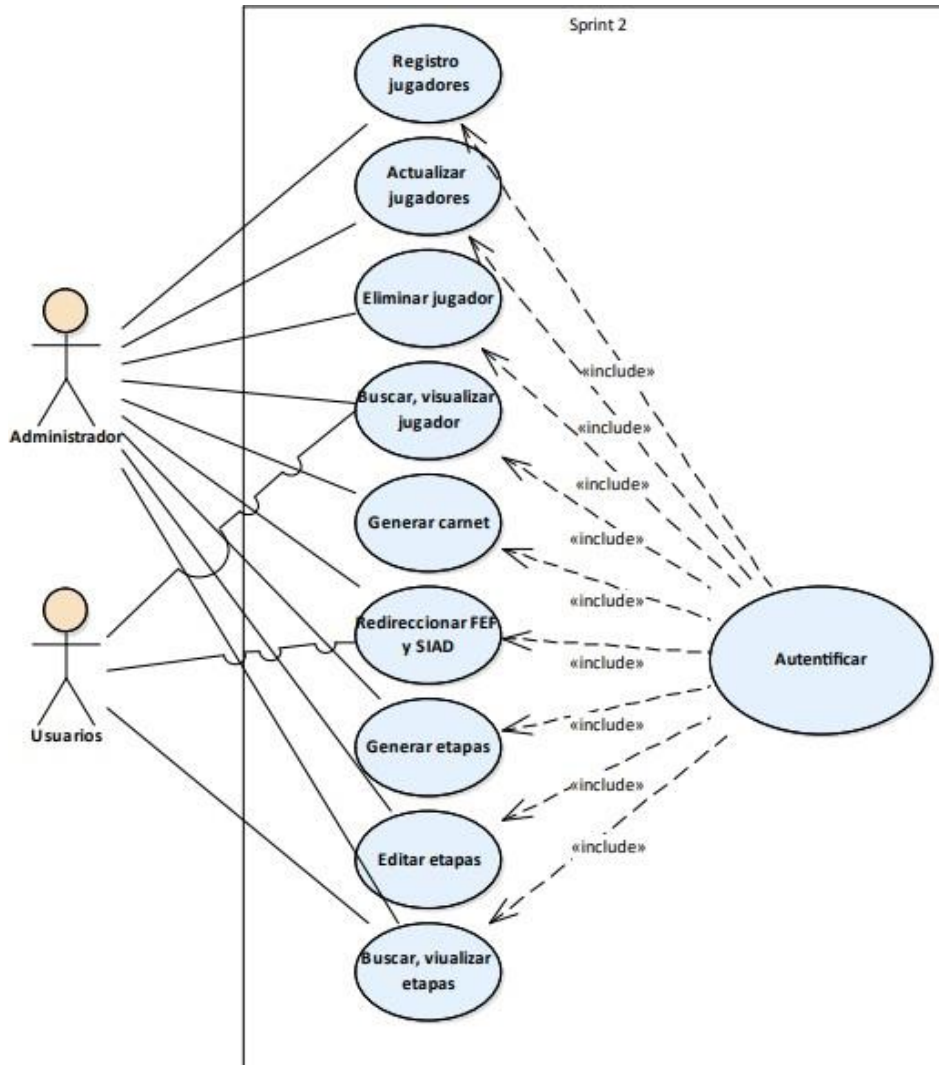 Sprint 2
Registro
jugadores
Actualizar
jugadores
Eliminar jugador
Buscar, visualizar
jugador
Generar carnet
Redireccionar FEF
y SIAD
Generar etapas
Editar etapas
Buscar, viualizar
etapas
Administrador
Usuarios
«include»
«include»
«include»
«include»
«include»
«include»
«include»
«include»
«include»
Autentificar